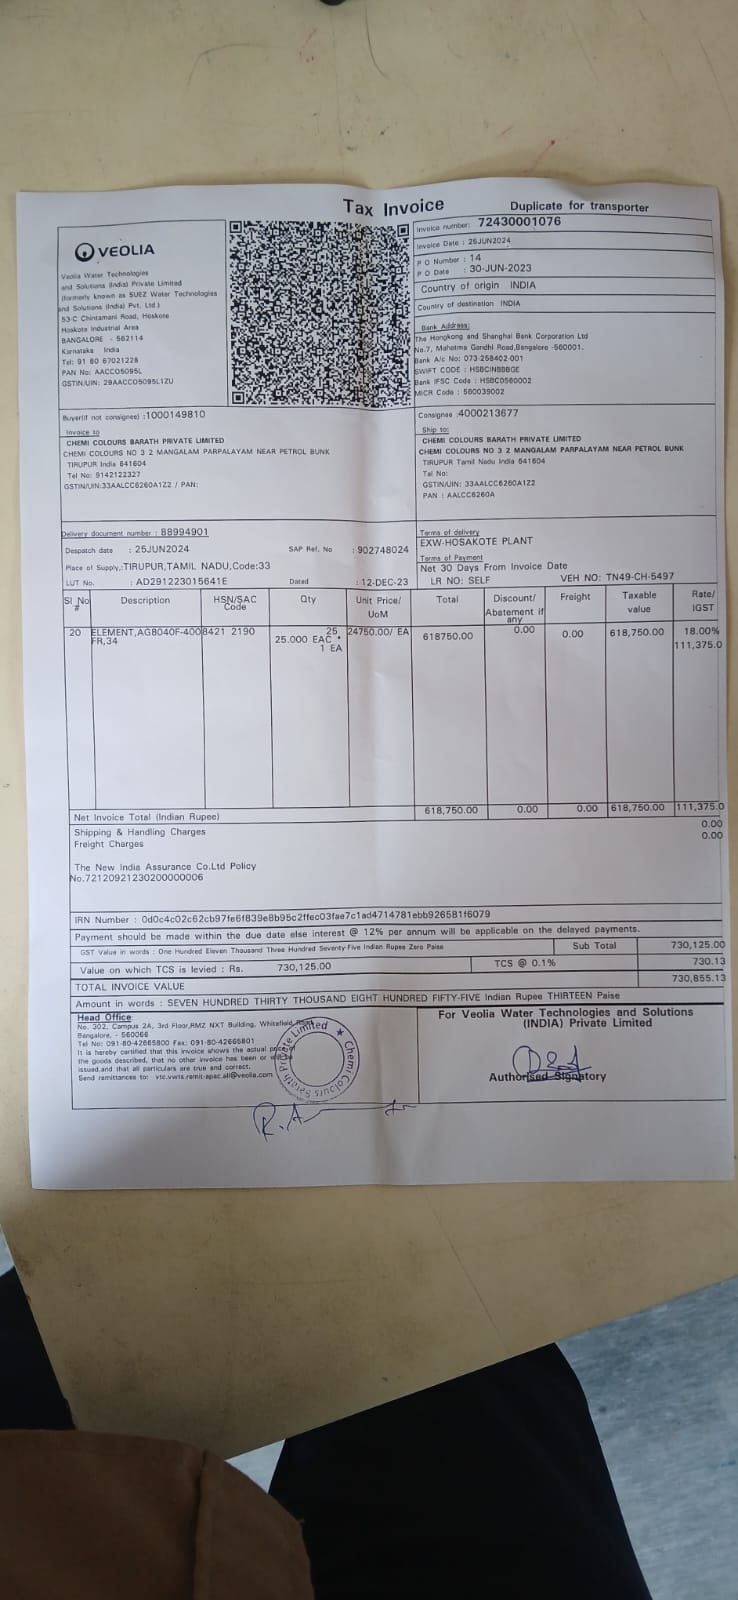 Tax Invoice
Duplicate for transporter
VEOLIA
Veolia Water Technologies
and Solutions (India) Private Limited
(formerly known as SUEZ Water Technologies
and Solutions (India) Pvt. Ltd.)
53-C Chintamani Road, Hoskote
Hoskote Industrial Area
BANGALORE - 562114
Karnataka India
Tel: 91 80 67021228
PAN No: AACCO5095L
GSTIN/UIN: 29AACCO5095L1ZU
Invoice number: 72430001076
Invoice Date : 25JUN2024
P O Number : 14
P O Date : 30-JUN-2023
Country of origin INDIA
Country of destination INDIA
Bank Address:
The Hongkong and Shanghai Bank Corporation Ltd
No.7, Mahatma Gandhi Road,Bangalore -560001.
Bank A/c No: 073-258402-001
SWIFT CODE : HSBCINBBBGE
Bank IFSC Code : HSBC0560002
MICR Code : 560039002
Buyer(if not consignee) :1000149810
Invoice to
CHEMI COLOURS BARATH PRIVATE LIMITED
CHEMI COLOURS NO 3 2 MANGALAM PARPALAYAM NEAR PETROL BUNK
TIRUPUR India 641604
Tel No: 9142122327
GSTIN/UIN:33AALCC6260A1Z2 / PAN:
Consignee :4000213677
Ship to:
CHEMI COLOURS BARATH PRIVATE LIMITED
CHEMI COLOURS NO 3 2 MANGALAM PARPALAYAM NEAR PETROL BUNK
TIRUPUR Tamil Nadu India 641604
Tel No:
GSTIN/UIN: 33AALCC6260A1Z2
PAN : AALCC6260A
Delivery document number : 88994901
Despatch date : 25JUN2024 SAP Ref. No : 902748024
Place of Supply,:TIRUPUR,TAMIL NADU,Code:33
LUT No. : AD291223015641E Dated : 12-DEC-23
Terms of delivery
EXW-HOSAKOTE PLANT
Terms of Payment
Net 30 Days From Invoice Date
LR NO: SELF VEH NO: TN49-CH-5497
Sl No # Description HSN/SAC Code Qty Unit Price/ UoM Total Discount/ Abatement if any Freight Taxable value Rate/ IGST
20 ELEMENT,AG8040F-400 8421 2190 25 24750.00/ EA 618750.00 0.00 0.00 618,750.00 18.00%
FR,34 25.000 EAC * 111,375.0
1 EA
Net Invoice Total (Indian Rupee) 618,750.00 0.00 0.00 618,750.00 111,375.0
Shipping & Handling Charges 0.00
Freight Charges 0.00
The New India Assurance Co.Ltd Policy
No.72120921230200000006
IRN Number : 0d0c4c02c62cb97fe6f839e8b95c2ffec03fae7c1ad4714781ebb926581f6079
Payment should be made within the due date else interest @ 12% per annum will be applicable on the delayed payments.
GST Value in words : One Hundred Eleven Thousand Three Hundred Seventy-Five Indian Rupee Zero Paise
Sub Total 730,125.00
Value on which TCS is levied : Rs. 730,125.00 TCS @ 0.1% 730.13
TOTAL INVOICE VALUE 730,855.13
Amount in words : SEVEN HUNDRED THIRTY THOUSAND EIGHT HUNDRED FIFTY-FIVE Indian Rupee THIRTEEN Paise
Head Office:
No. 302, Campus 2A, 3rd Floor,RMZ NXT Building, Whitefield Road
Bangalore. - 560066
Tel No: 091-80-42665800 Fax: 091-80-42665801
It is hereby certified that this invoice shows the actual price of
the goods described, that no other invoice has been or will be
issued,and that all particulars are true and correct.
Send remittances to: vtc.vwts.remit-apac.all@veolia.com
Chemi Colours Barath Private Limited
For Veolia Water Technologies and Solutions
(INDIA) Private Limited
Authorised Signatory